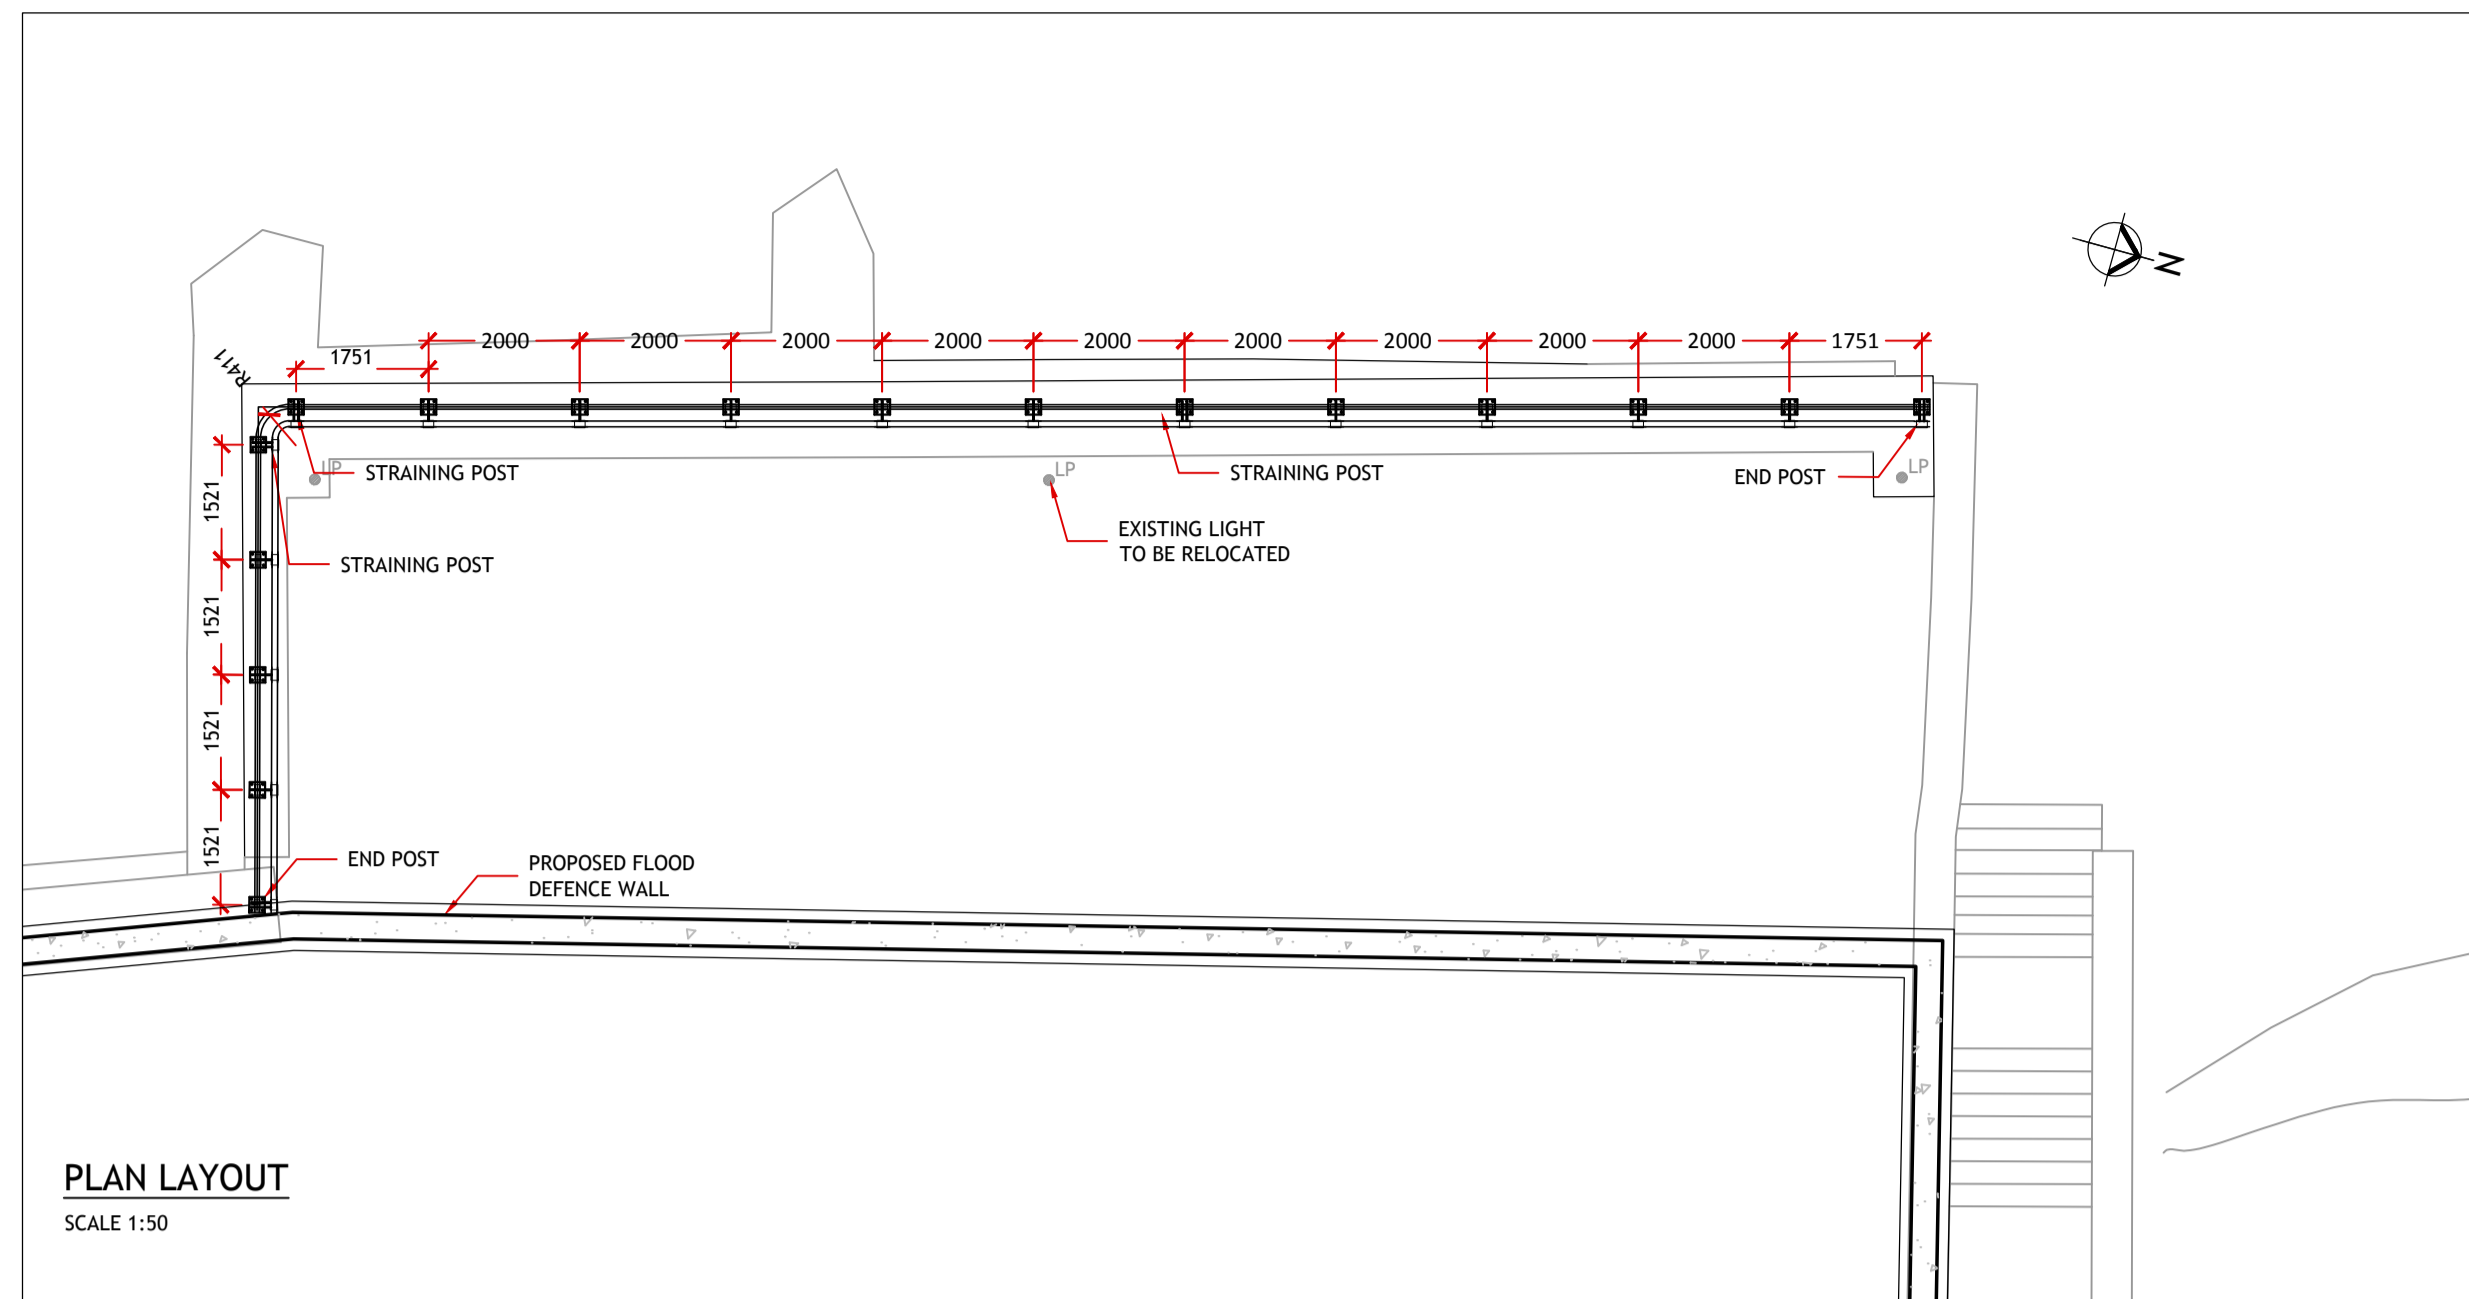 N
2000 2000 2000 2000 2000 2000 2000 2000 2000 1751
1751
R411
STRAINING POST
STRAINING POST
END POST
LP
LP
LP
EXISTING LIGHT
TO BE RELOCATED
STRAINING POST
1521
1521
1521
1521
END POST
PROPOSED FLOOD
DEFENCE WALL
PLAN LAYOUT
SCALE 1:50